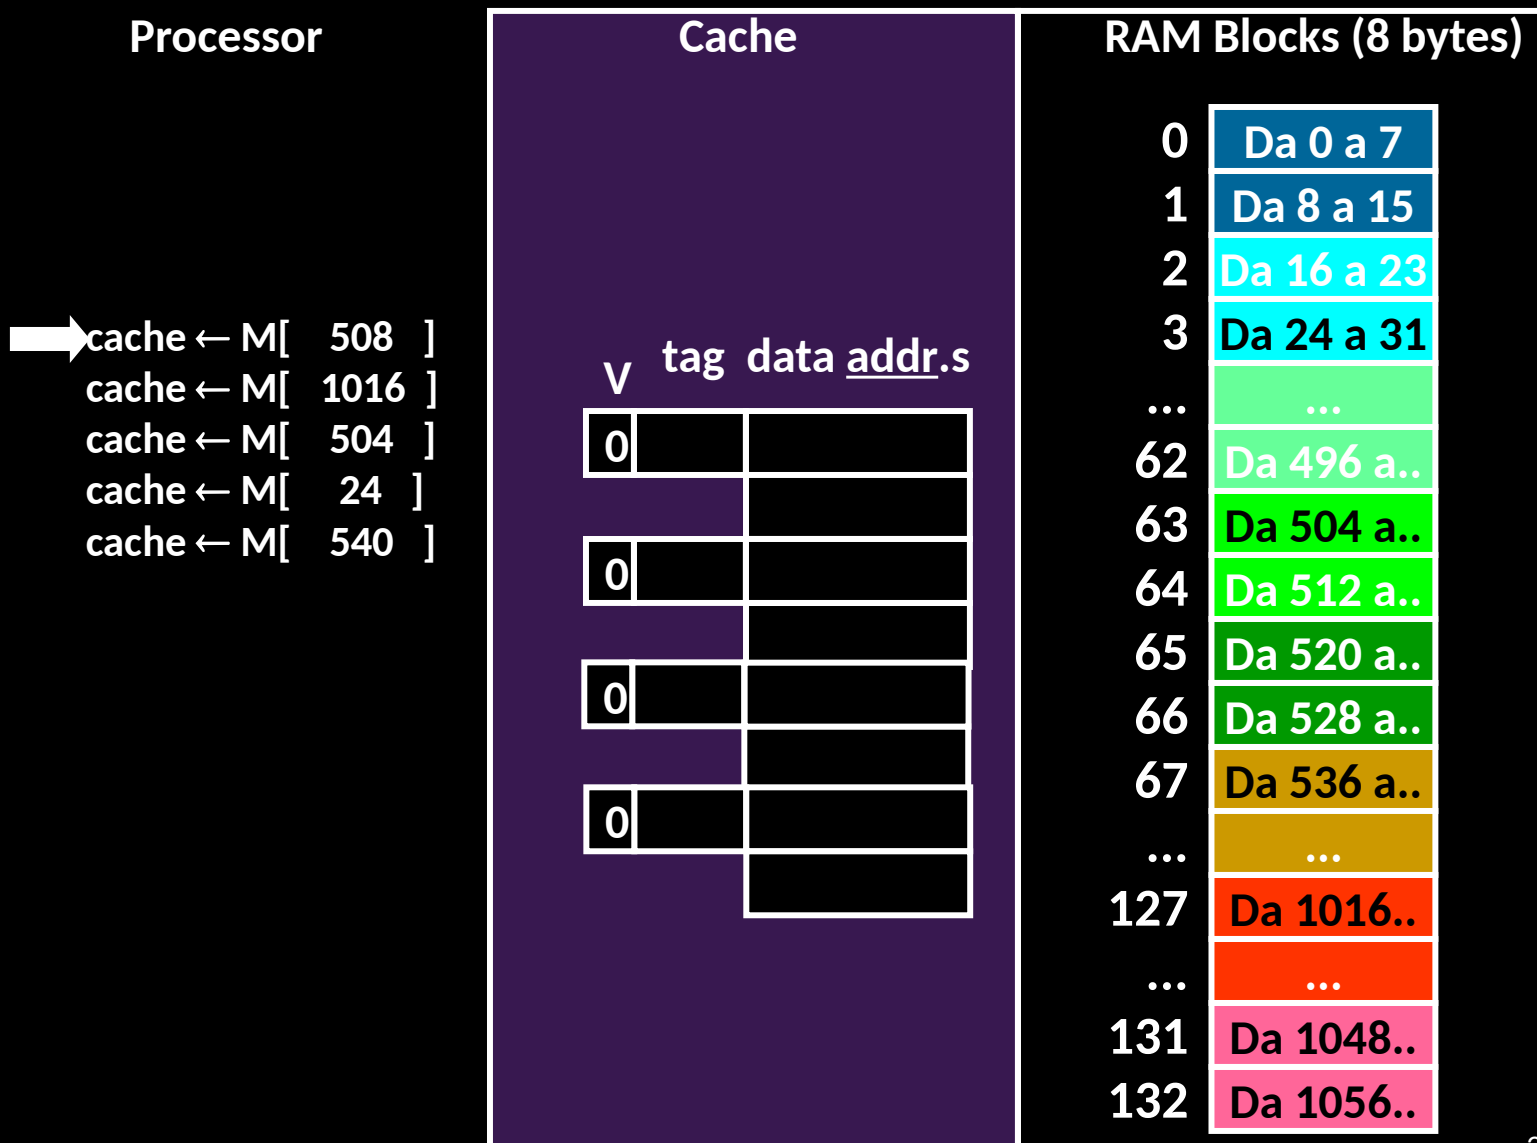 Processor
cache ← M[ 508 ]
cache ← M[ 1016 ]
cache ← M[ 504 ]
cache ← M[ 24 ]
cache ← M[ 540 ]
Cache
V tag data addr.s
0
0
0
0
RAM Blocks (8 bytes)
0 Da 0 a 7
1 Da 8 a 15
2 Da 16 a 23
3 Da 24 a 31
... ...
62 Da 496 a..
63 Da 504 a..
64 Da 512 a..
65 Da 520 a..
66 Da 528 a..
67 Da 536 a..
... ...
127 Da 1016..
... ...
131 Da 1048..
132 Da 1056..